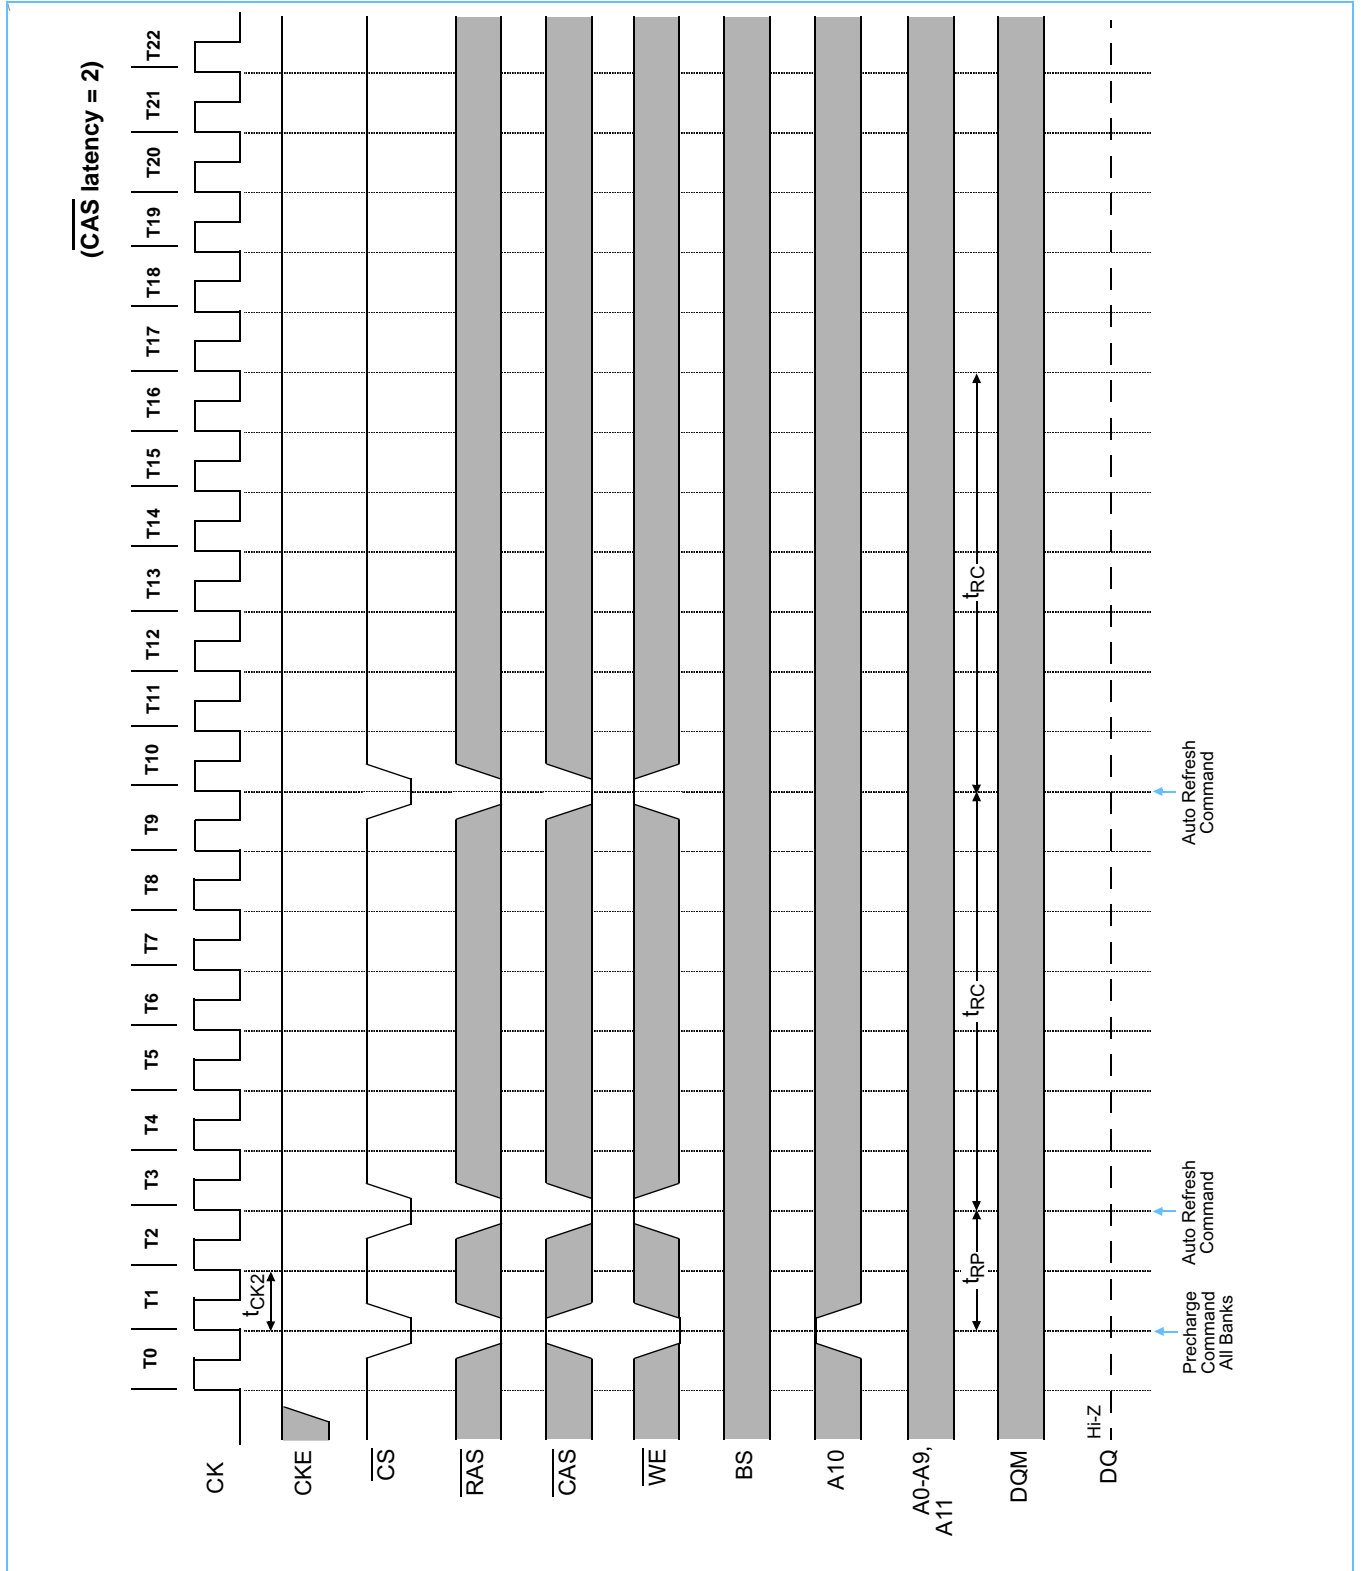 (CAS latency = 2)
T0 T1 T2 T3 T4 T5 T6 T7 T8 T9 T10 T11 T12 T13 T14 T15 T16 T17 T18 T19 T20 T21 T22
CK
tCK2
CKE
CS
RAS
CAS
WE
BS
A10
A0-A9,
A11
tRP
tRC
tRC
DQM
DQ
Hi-Z
Precharge
Command
All Banks
Auto Refresh
Command
Auto Refresh
Command